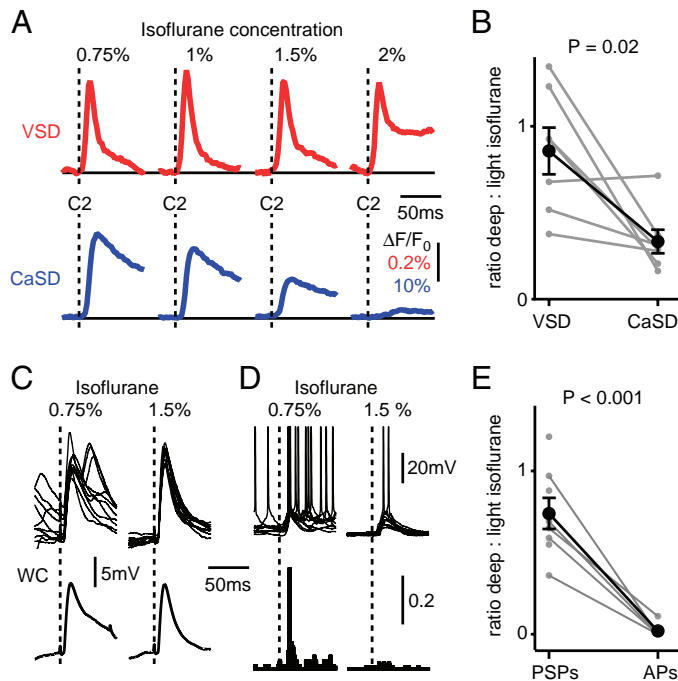 A
Isoflurane concentration
0.75% 1% 1.5% 2%
VSD
C2 C2 C2 C2
50ms
ΔF/F0
0.2%
10%
CaSD
B
P = 0.02
ratio deep : light isoflurane
1
0
VSD CaSD
C
Isoflurane
0.75% 1.5%
WC
5mV
50ms
D
Isoflurane
0.75% 1.5 %
20mV
0.2
E
P < 0.001
ratio deep : light isoflurane
1
0
PSPs APs